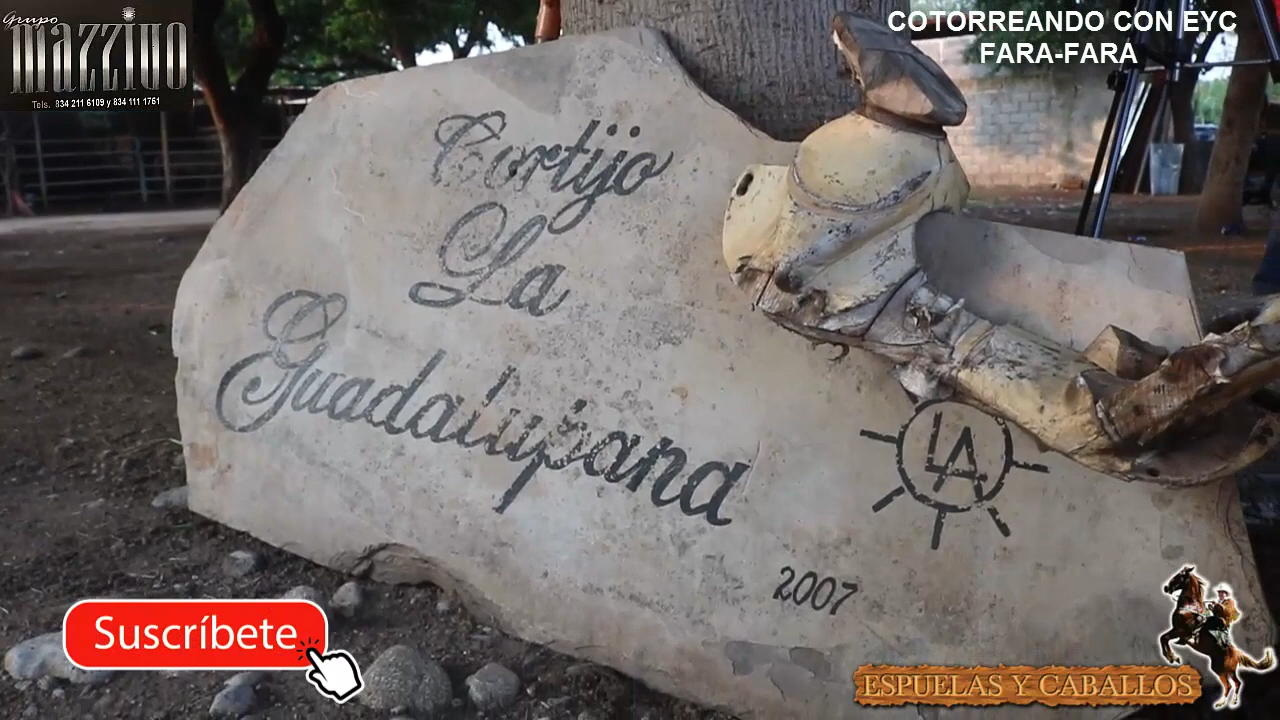 Grupo
mazzivo
Tels. 834 211 6109 y 834 111 1761
COTORREANDO CON EYC
FARA-FARA
Cortijo
La
Guadalupana
LA
2007
Suscríbete
ESPUELAS Y CABALLOS